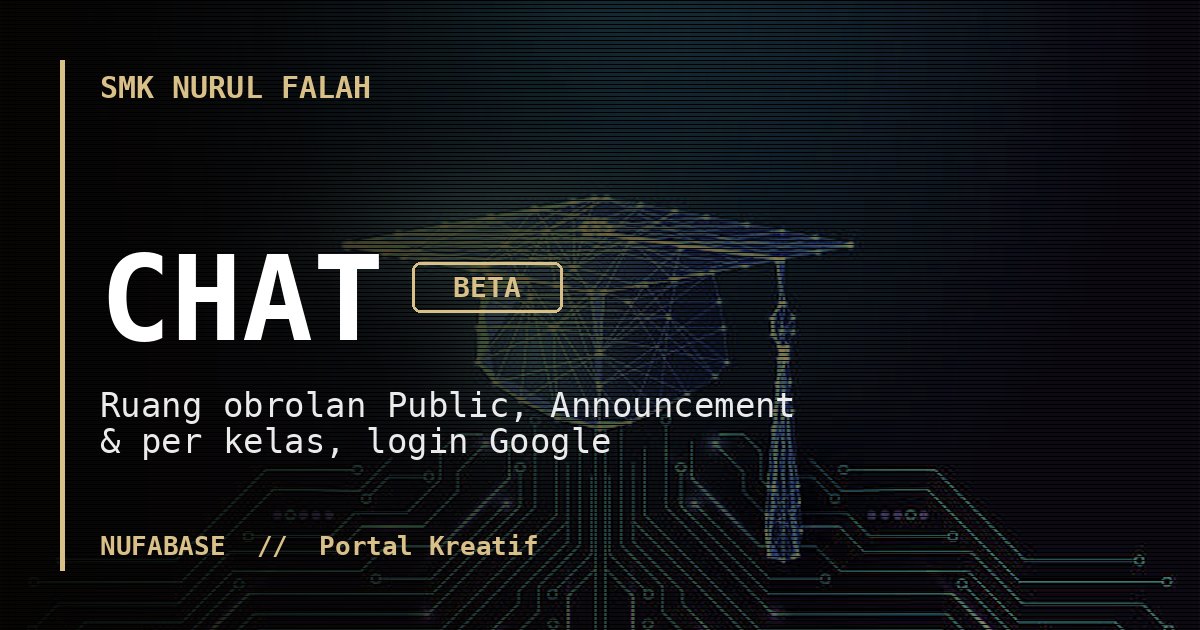 SMK NURUL FALAH
CHAT BETA
Ruang obrolan Public, Announcement
& per kelas, login Google
NUFABASE // Portal Kreatif